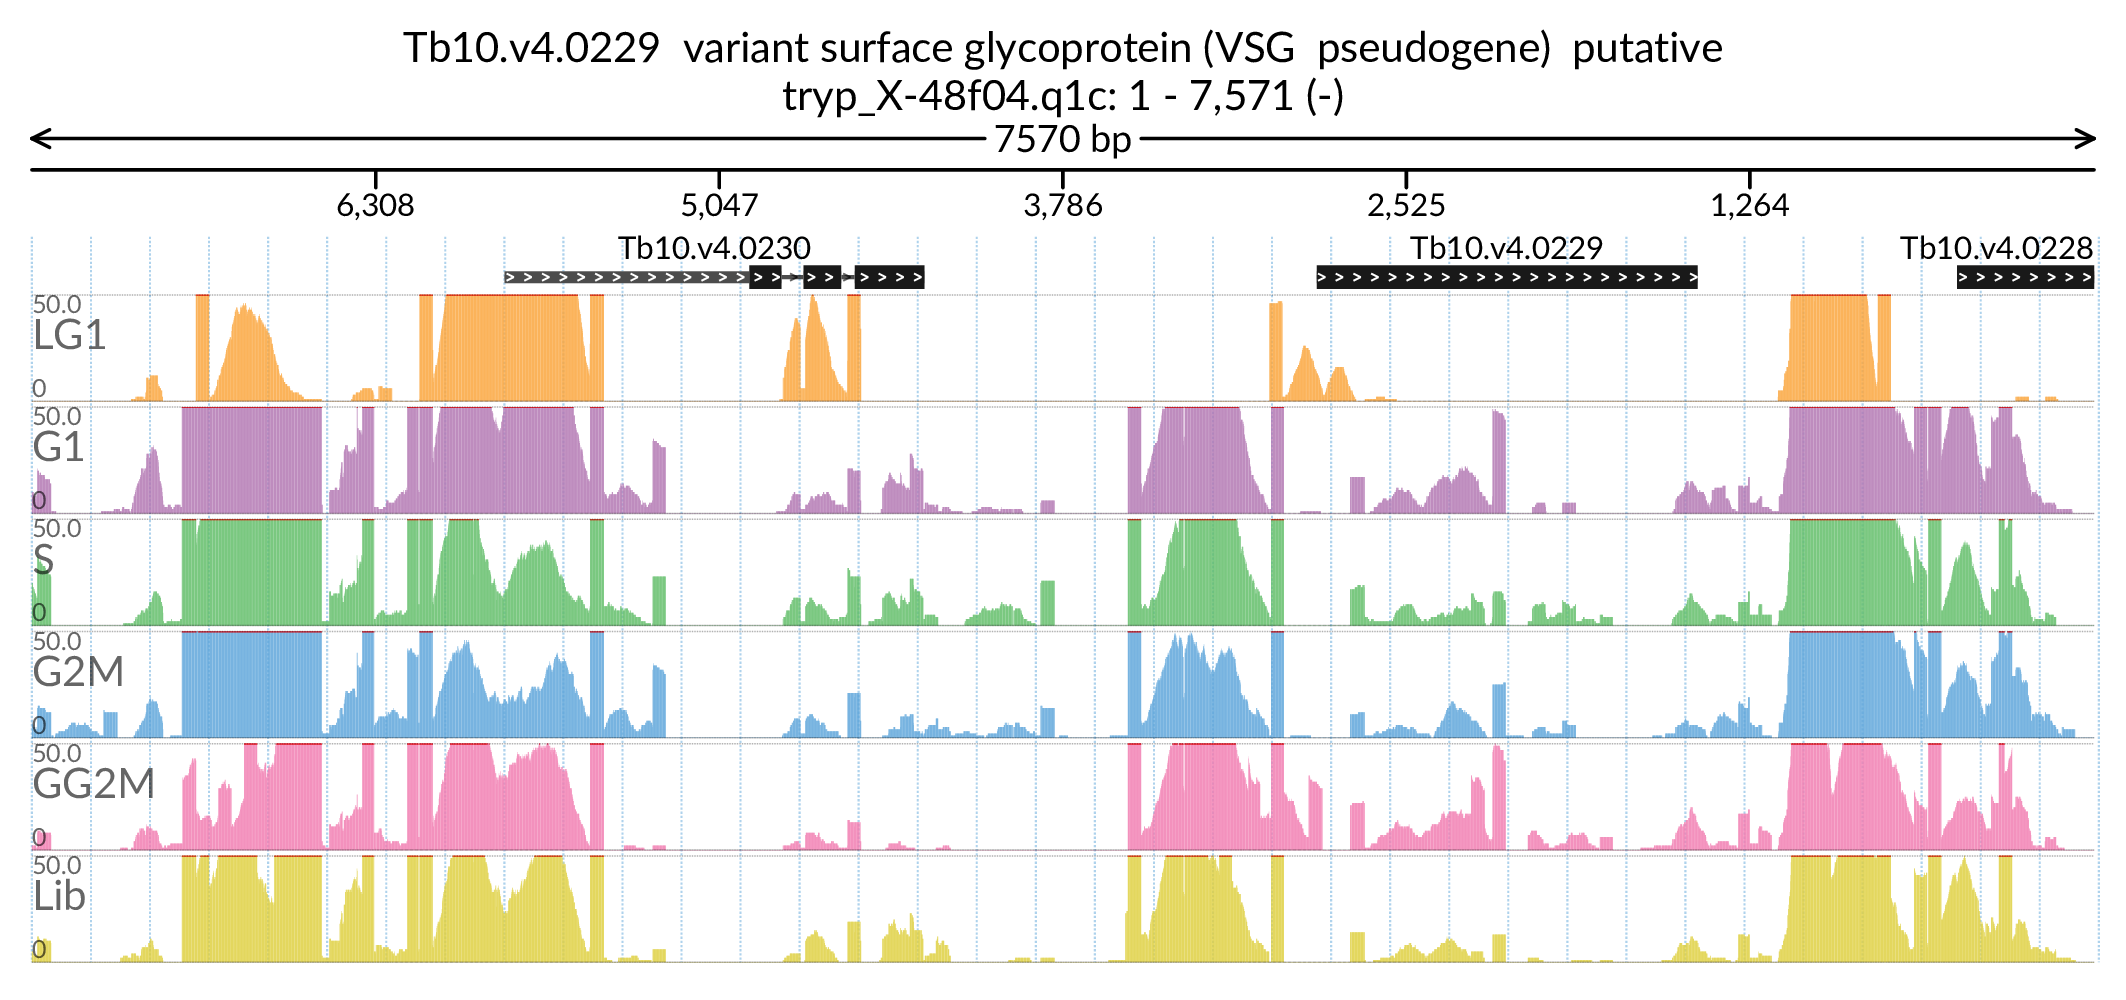 Tb10.v4.0229 variant surface glycoprotein (VSG pseudogene) putative
tryp_X-48f04.q1c: 1 - 7,571 (-)
7570 bp
6,308 5,047 3,786 2,525 1,264
Tb10.v4.0230 Tb10.v4.0229 Tb10.v4.0228
50.0
LG1
0
50.0
G1
0
50.0
S
0
50.0
G2M
0
50.0
GG2M
0
50.0
Lib
0